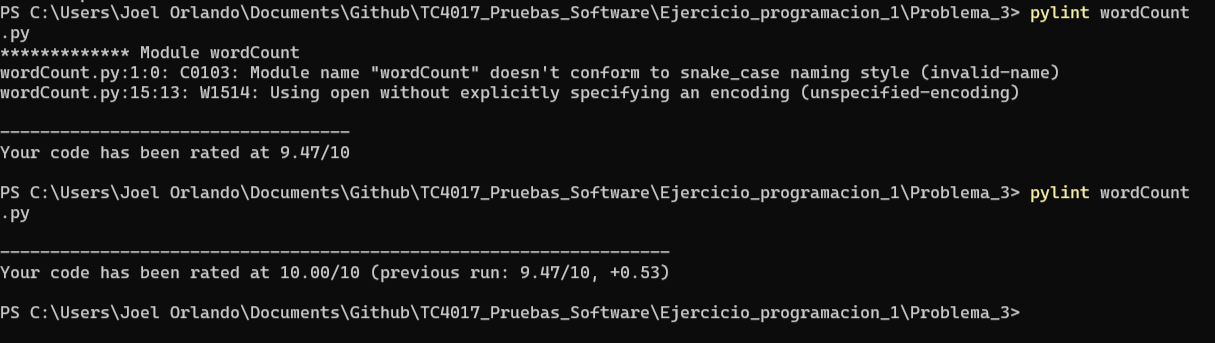 PS C:\Users\Joel Orlando\Documents\Github\TC4017_Pruebas_Software\Ejercicio_programacion_1\Problema_3> pylint wordCount
.py
************* Module wordCount
wordCount.py:1:0: C0103: Module name "wordCount" doesn't conform to snake_case naming style (invalid-name)
wordCount.py:15:13: W1514: Using open without explicitly specifying an encoding (unspecified-encoding)
-----------------------------------
Your code has been rated at 9.47/10
PS C:\Users\Joel Orlando\Documents\Github\TC4017_Pruebas_Software\Ejercicio_programacion_1\Problema_3> pylint wordCount
.py
-------------------------------------------------------------------
Your code has been rated at 10.00/10 (previous run: 9.47/10, +0.53)
PS C:\Users\Joel Orlando\Documents\Github\TC4017_Pruebas_Software\Ejercicio_programacion_1\Problema_3>